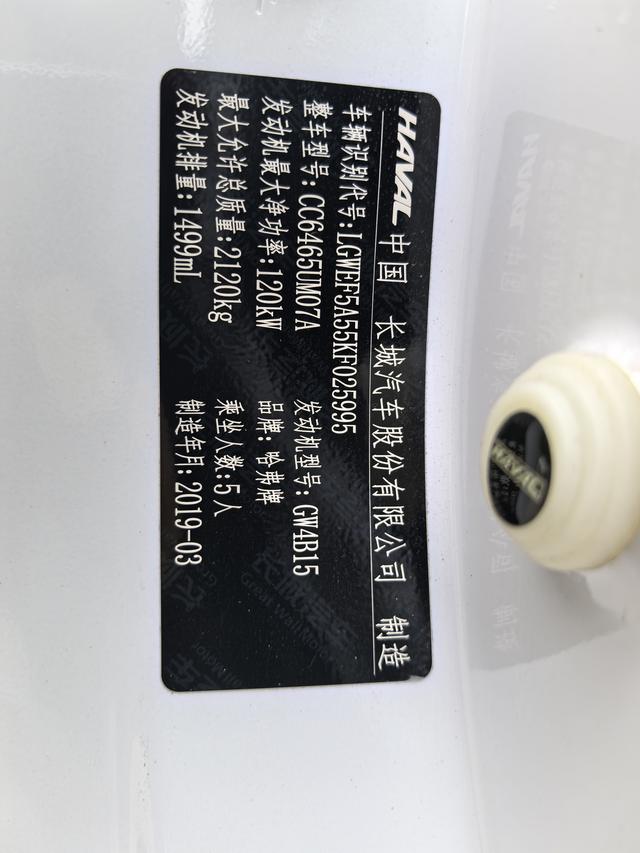 HAVAL 中国 长城汽车股份有限公司 制造
车辆识别代号:LGWEF5A55KF025995
整车型号:CC6465UM07A 发动机型号:GW4B15
发动机最大净功率:120kW 品牌:哈弗牌
最大允许总质量:2120kg 乘坐人数:5人
发动机排量:1499mL 制造年月:2019-03
HAVAL